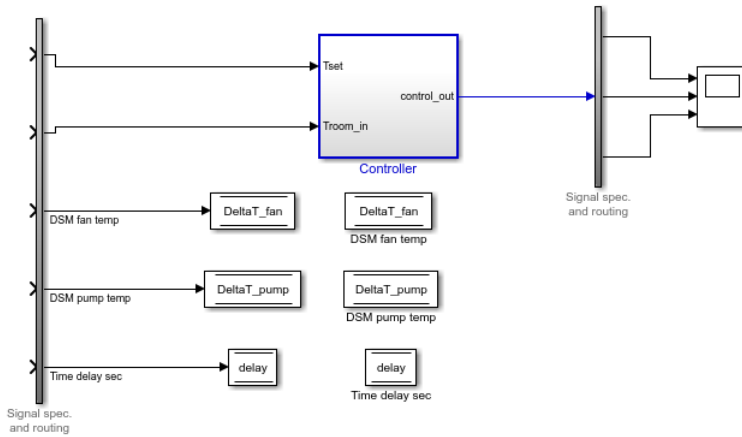 Tset
control_out
Troom_in
Controller
Signal spec.
and routing
DSM fan temp
DeltaT_fan
DeltaT_fan
DSM fan temp
DSM pump temp
DeltaT_pump
DeltaT_pump
DSM pump temp
Time delay sec
delay
delay
Time delay sec
Signal spec.
and routing